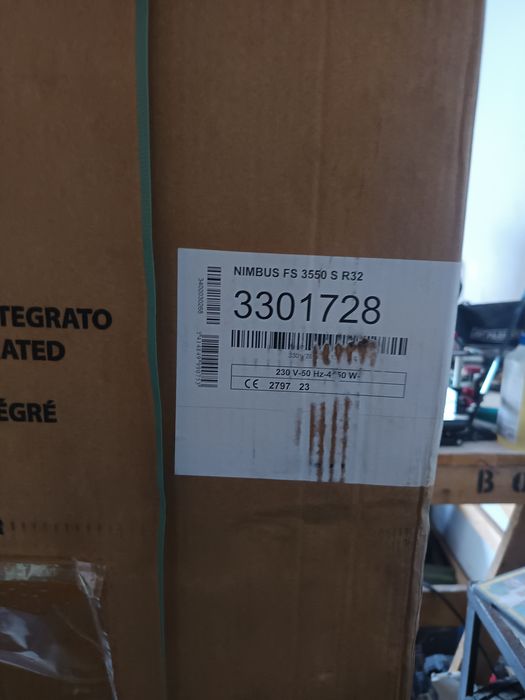 NIMBUS FS 3550 S R32
3301728
230 V-50 Hz-
CE 2797 23
TEGRATO
ATED
ÉGRÉ
R
B O